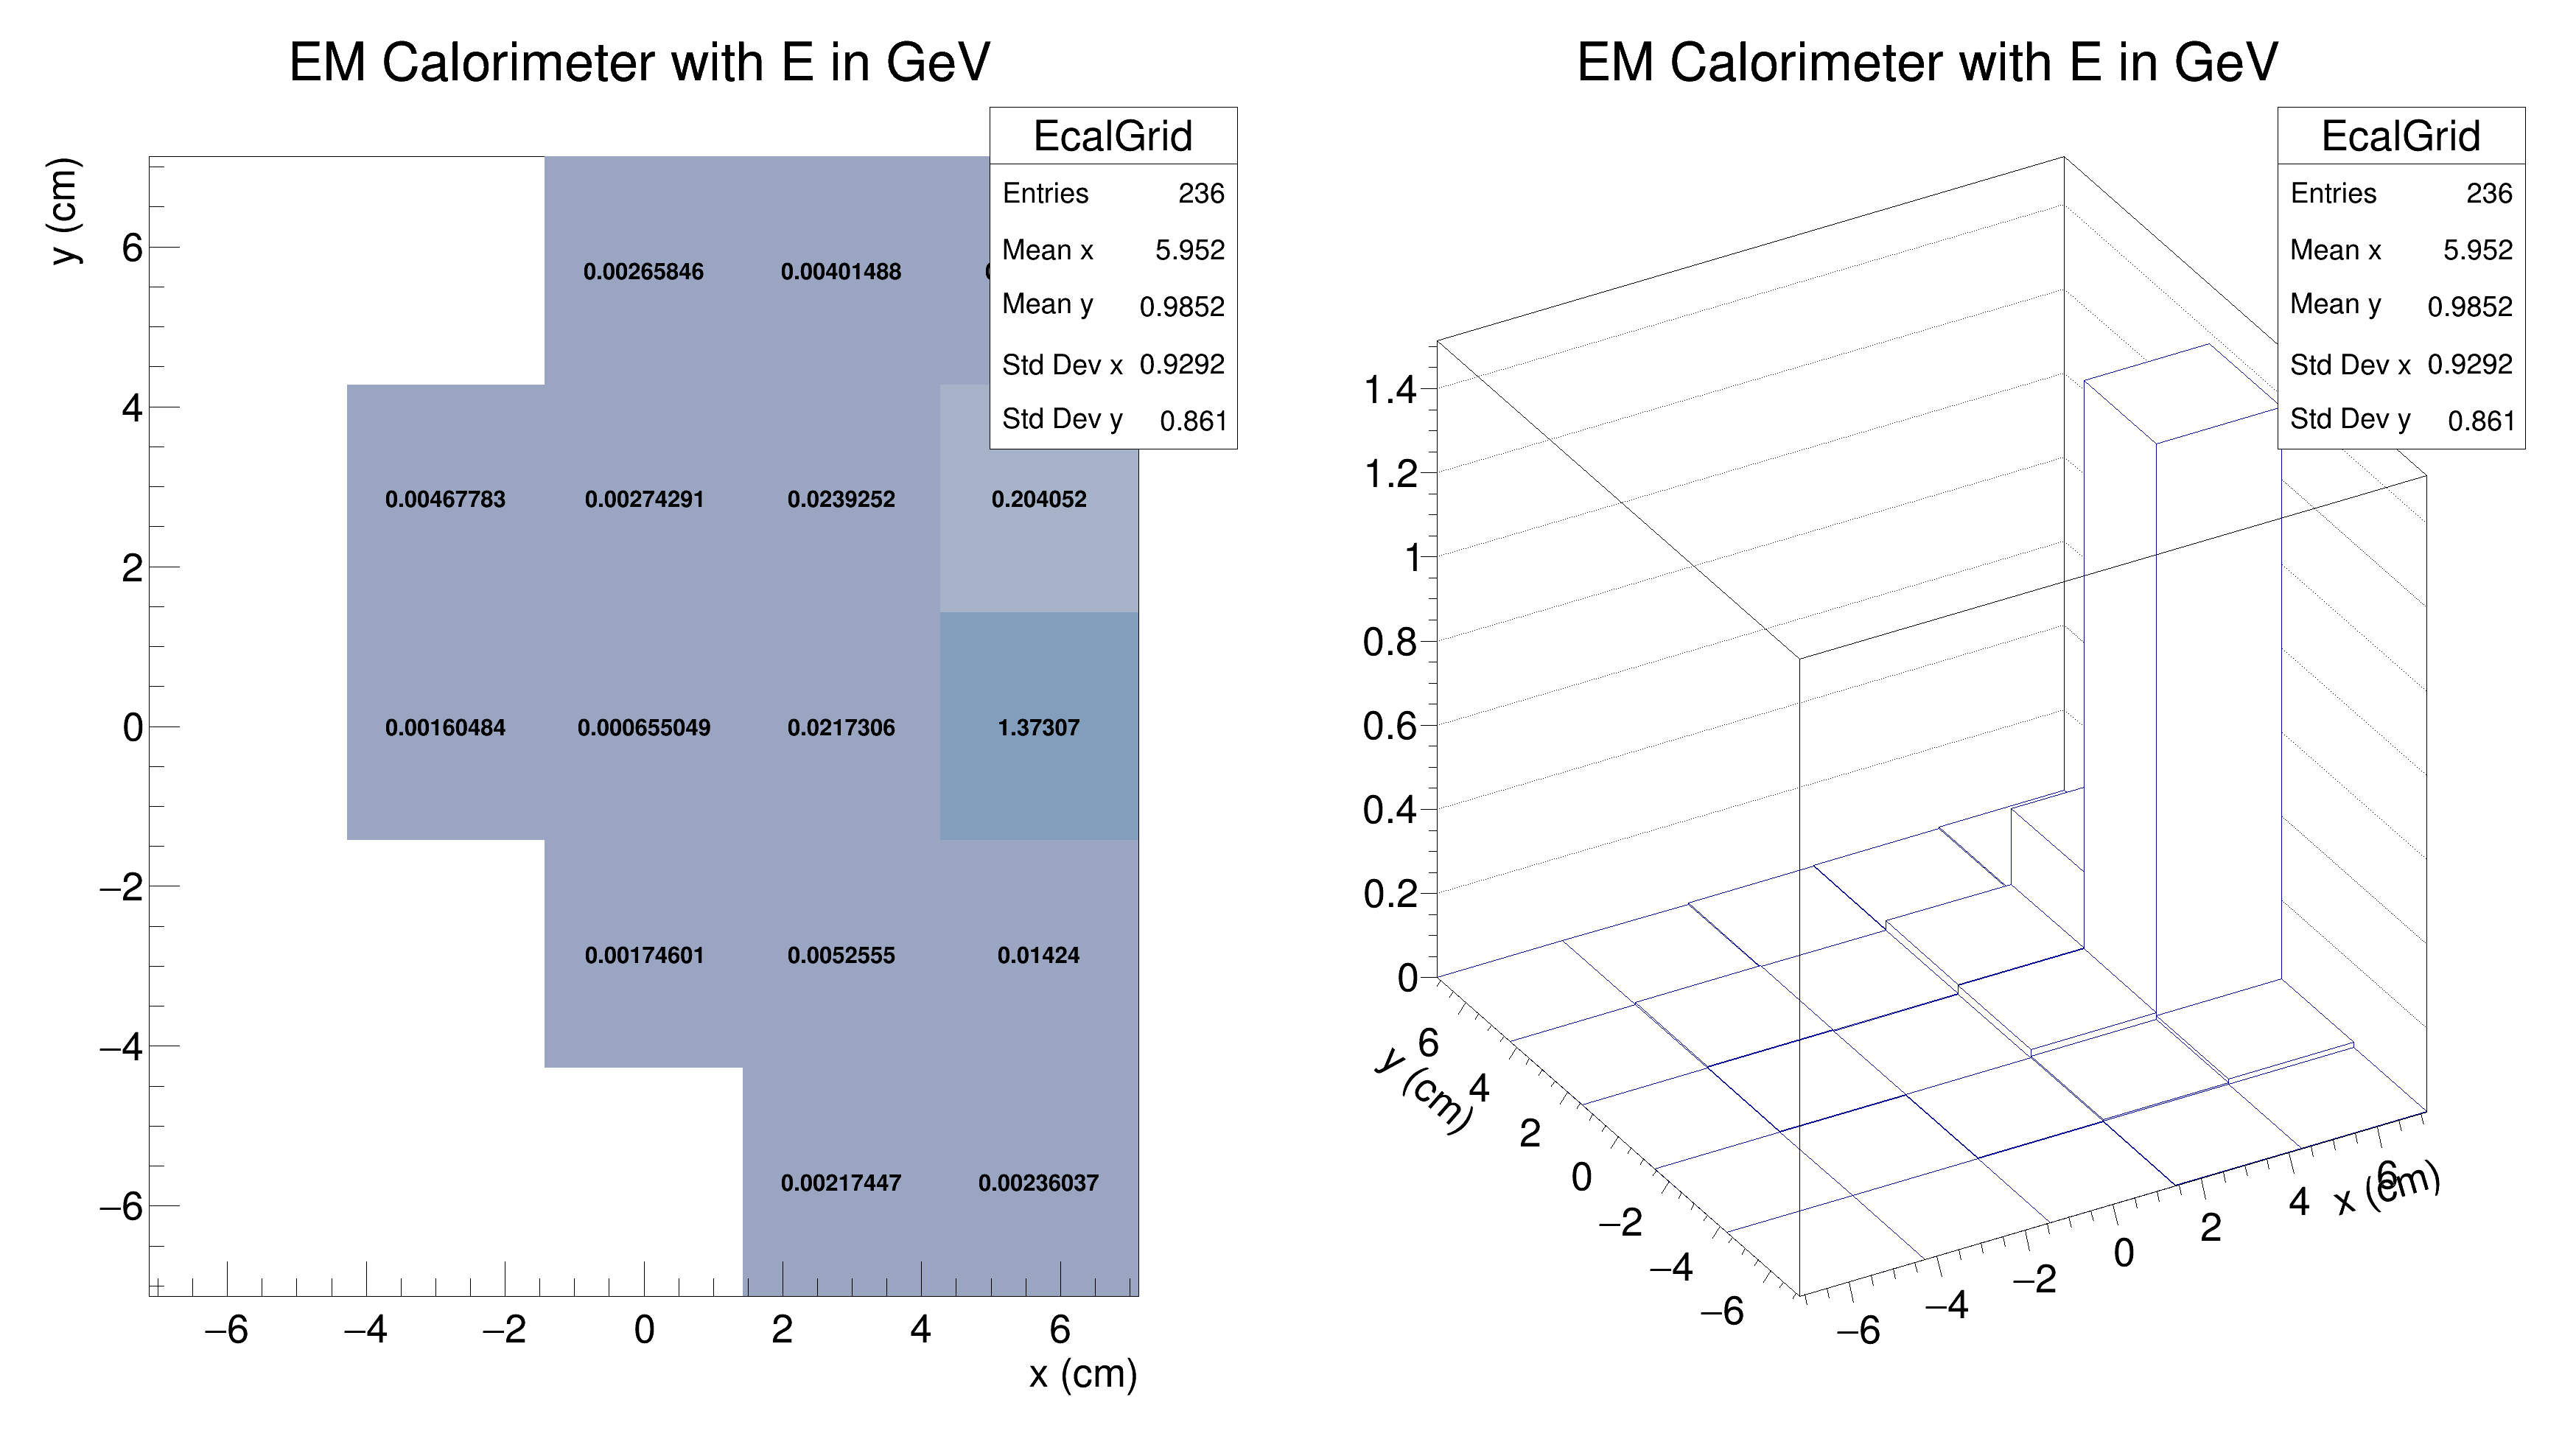 EM Calorimeter with E in GeV
EcalGrid
Entries 236
Mean x 5.952
Mean y 0.9852
Std Dev x 0.9292
Std Dev y 0.861
y (cm)
6
4
2
0
−2
−4
−6
0.00265846 0.00401488
0.00467783 0.00274291 0.0239252 0.204052
0.00160484 0.000655049 0.0217306 1.37307
0.00174601 0.0052555 0.01424
0.00217447 0.00236037
−6 −4 −2 0 2 4 6
x (cm)
EM Calorimeter with E in GeV
EcalGrid
Entries 236
Mean x 5.952
Mean y 0.9852
Std Dev x 0.9292
Std Dev y 0.861
1.4
1.2
1
0.8
0.6
0.4
0.2
0
6
4
2
0
−2
−4
−6
y (cm)
−6
−4
−2
0
2
4
6
x (cm)